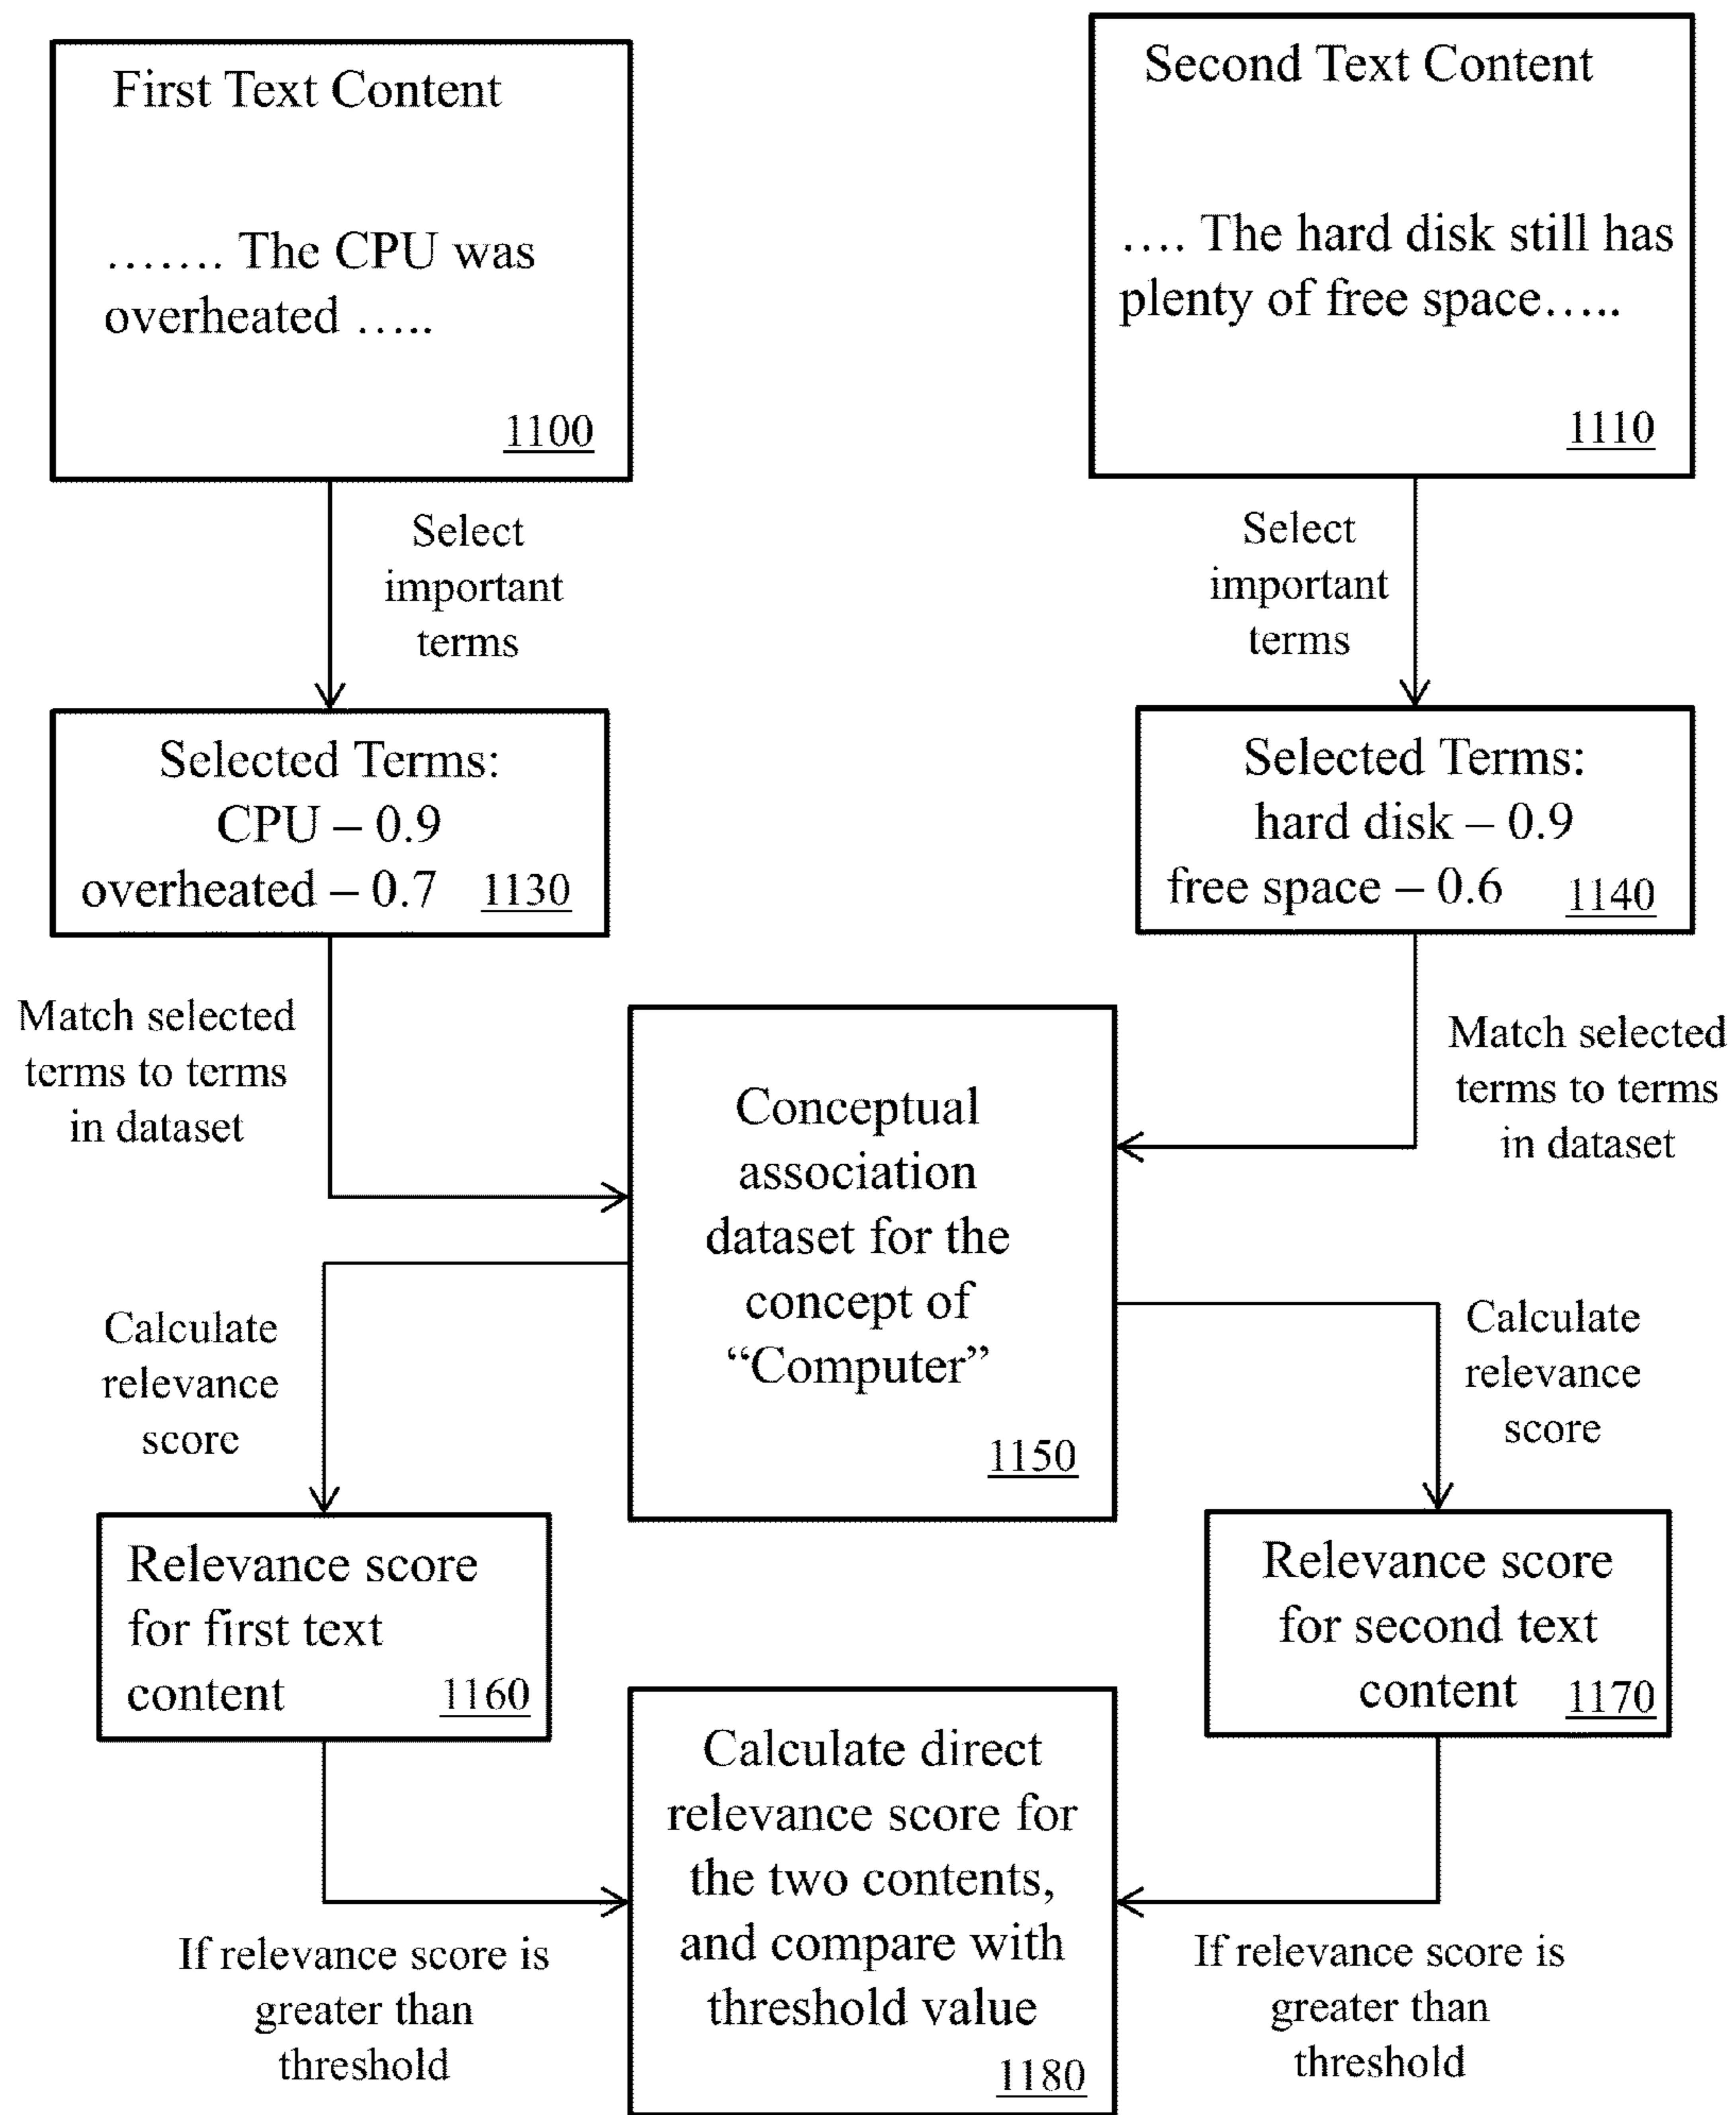 First Text Content
……. The CPU was
overheated …..
1100
Second Text Content
…. The hard disk still has
plenty of free space…..
1110
Select
important
terms
Select
important
terms
Selected Terms:
CPU – 0.9
overheated – 0.7 1130
Selected Terms:
hard disk – 0.9
free space – 0.6 1140
Match selected
terms to terms
in dataset
Match selected
terms to terms
in dataset
Conceptual
association
dataset for the
concept of
“Computer”
1150
Calculate
relevance
score
Calculate
relevance
score
Relevance score
for first text
content 1160
Relevance score
for second text
content 1170
Calculate direct
relevance score for
the two contents,
and compare with
threshold value
1180
If relevance score is
greater than
threshold
If relevance score is
greater than
threshold